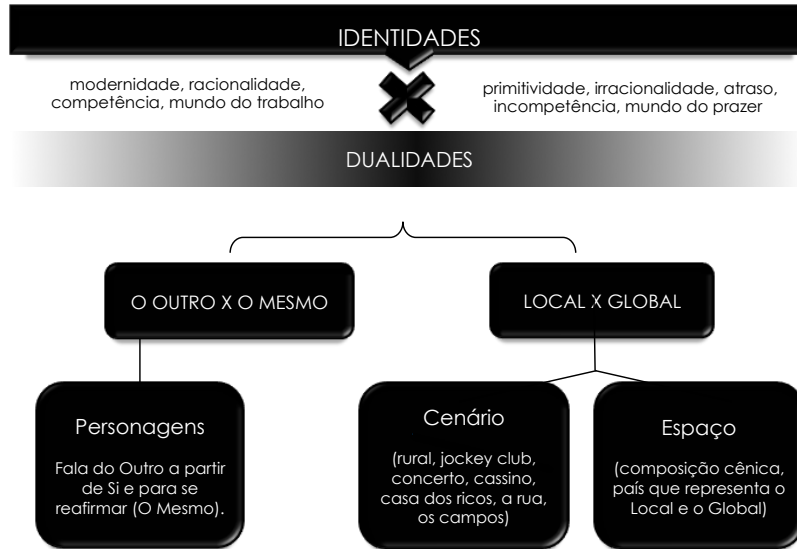 IDENTIDADES
modernidade, racionalidade,
competência, mundo do trabalho
primitividade, irracionalidade, atraso,
incompetência, mundo do prazer
DUALIDADES
O OUTRO X O MESMO
LOCAL X GLOBAL
Personagens
Fala do Outro a partir
de Si e para se
reafirmar (O Mesmo).
Cenário
(rural, jockey club,
concerto, cassino,
casa dos ricos, a rua,
os campos)
Espaço
(composição cênica,
país que representa o
Local e o Global)